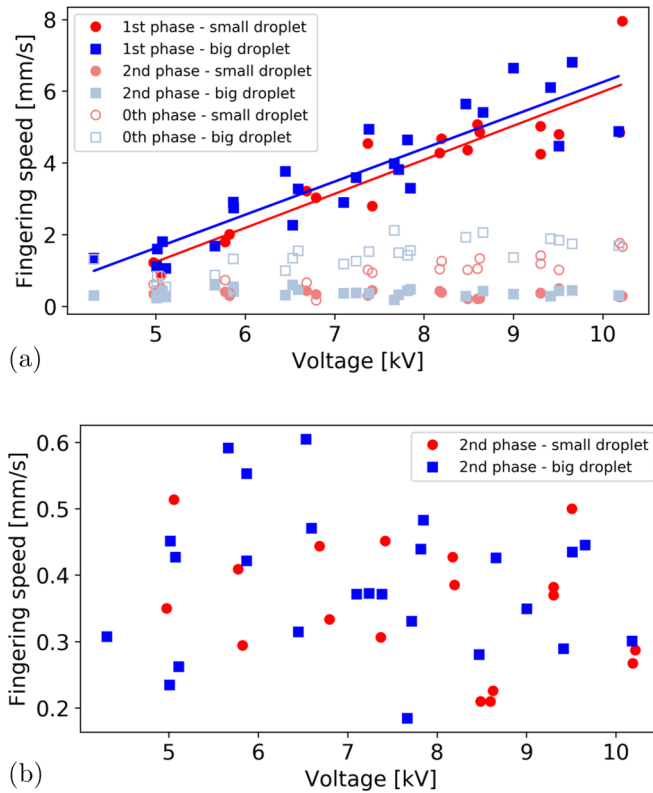 8
6
4
2
0
Fingering speed [mm/s]
1st phase - small droplet
1st phase - big droplet
2nd phase - small droplet
2nd phase - big droplet
0th phase - small droplet
0th phase - big droplet
5 6 7 8 9 10
Voltage [kV]
(a)
0.6
0.5
0.4
0.3
0.2
Fingering speed [mm/s]
2nd phase - small droplet
2nd phase - big droplet
5 6 7 8 9 10
Voltage [kV]
(b)